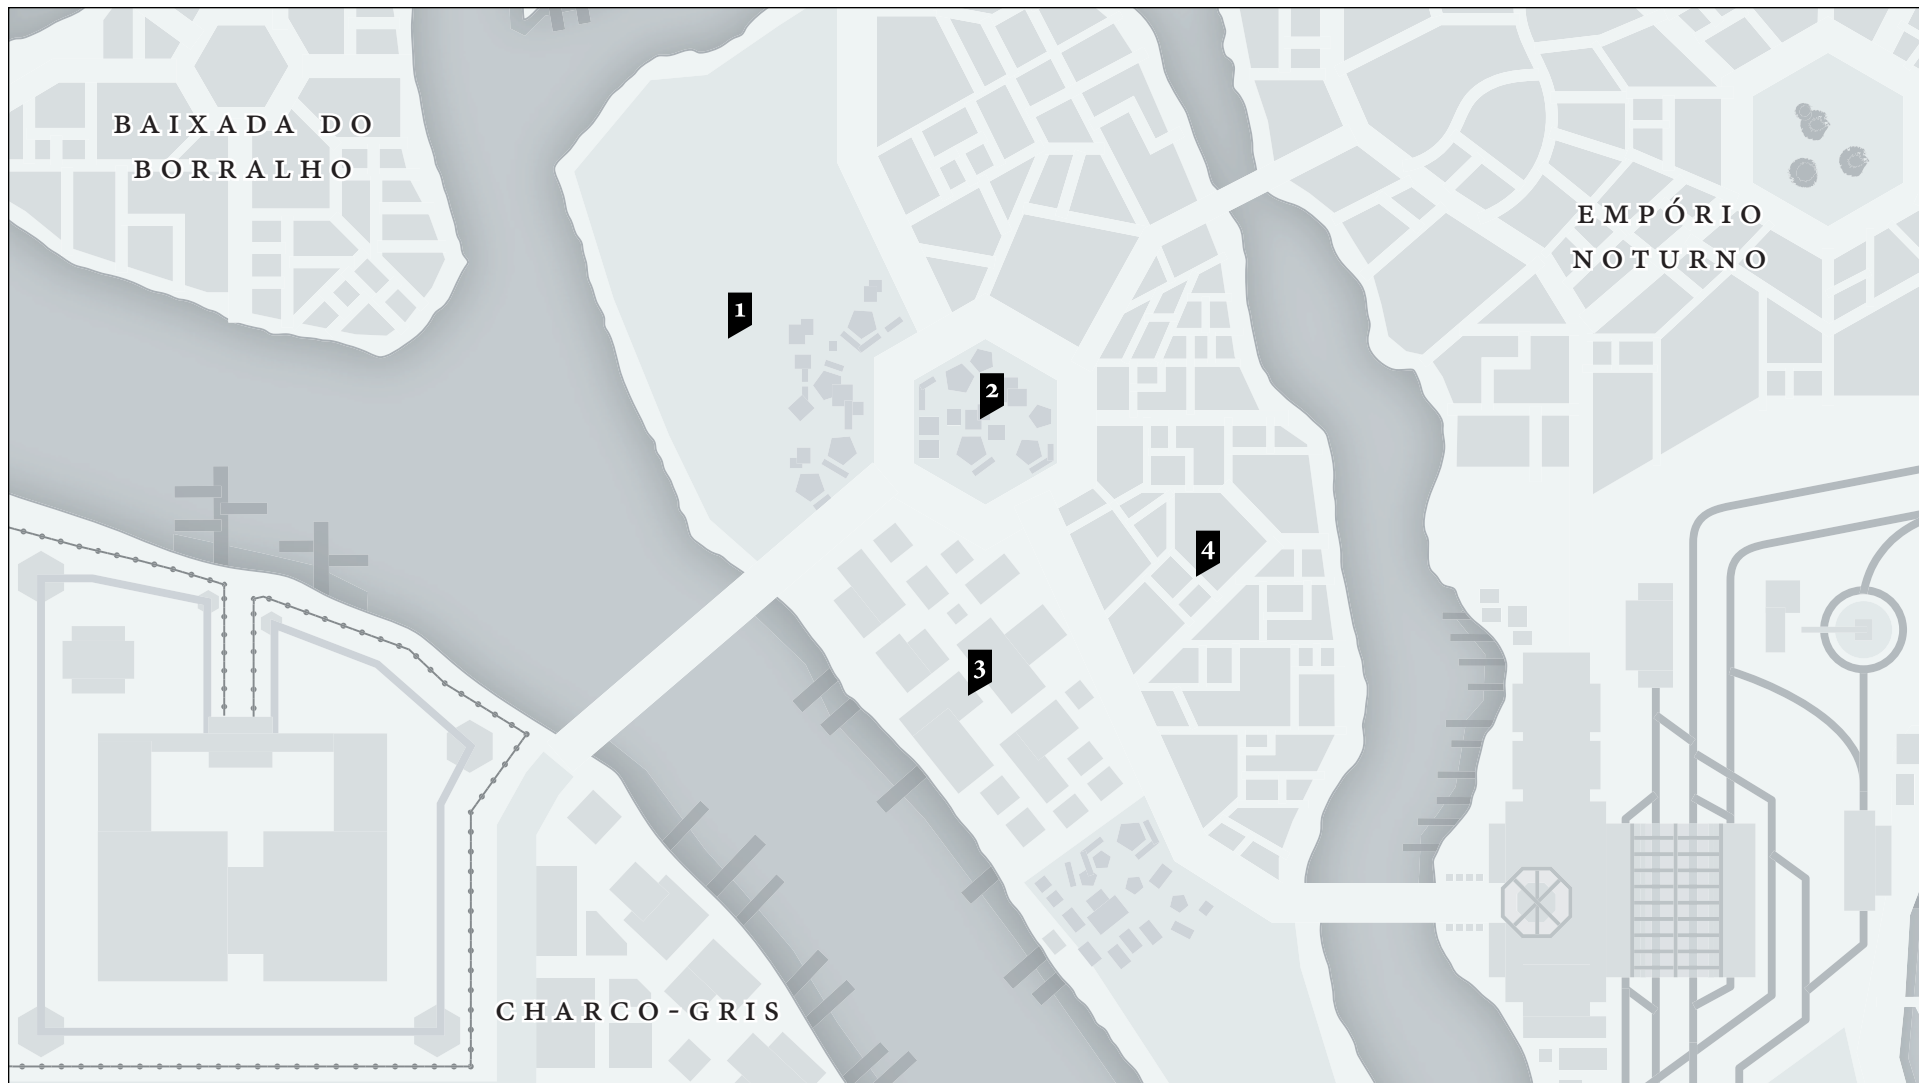 BAIXADA DO
BORRALHO
EMPÓRIO
NOTURNO
1
2
4
3
CHARCO-GRIS